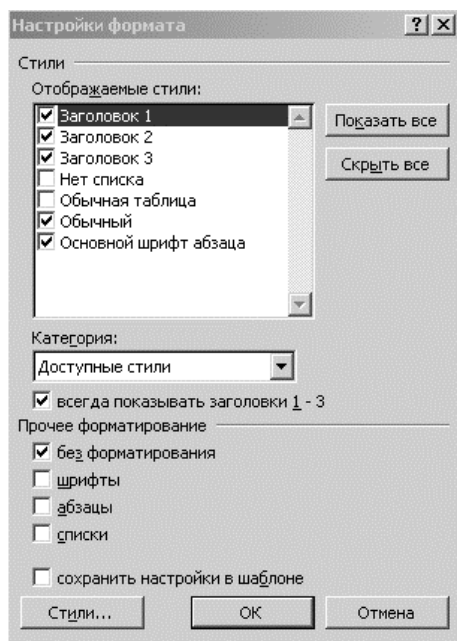 Настройки формата
Стили
Отображаемые стили:
Заголовок 1
Заголовок 2
Заголовок 3
Нет списка
Обычная таблица
Обычный
Основной шрифт абзаца
Показать все
Скрыть все
Категория:
Доступные стили
всегда показывать заголовки 1 - 3
Прочее форматирование
без форматирования
шрифты
абзацы
списки
сохранить настройки в шаблоне
Стили...
ОК
Отмена